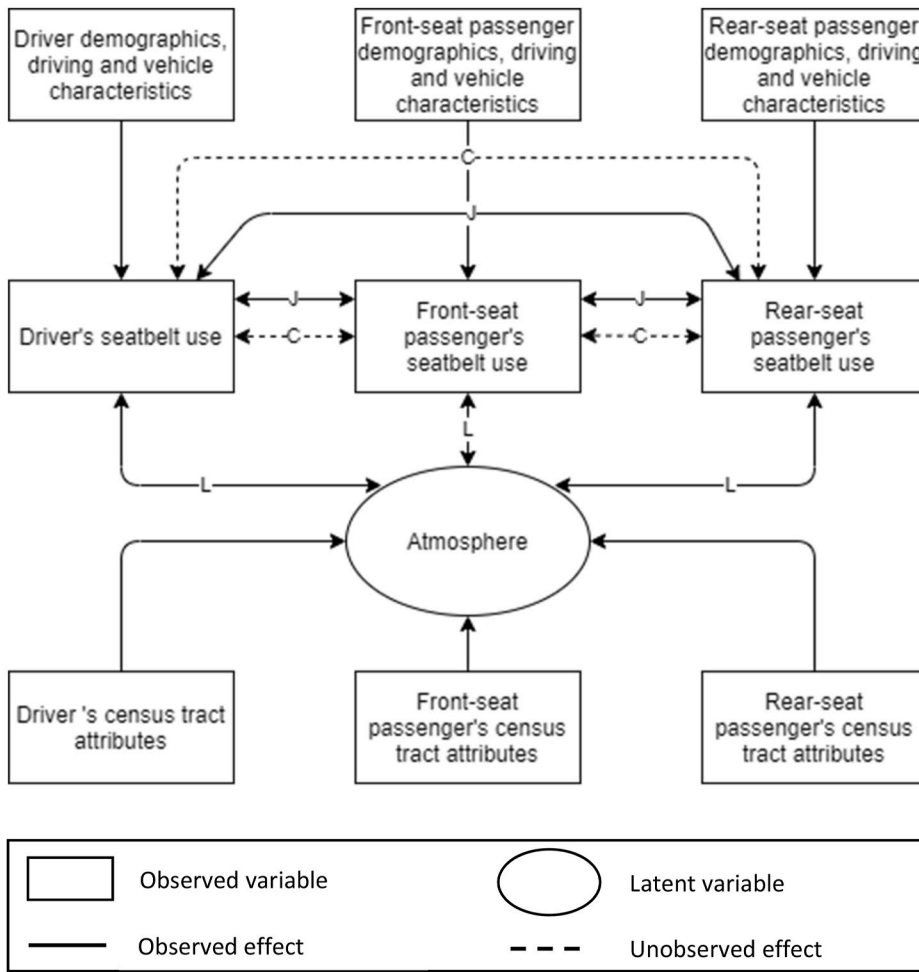 Driver demographics,
driving and vehicle
characteristics
Front-seat passenger
demographics, driving
and vehicle
characteristics
Rear-seat passenger
demographics, driving
and vehicle
characteristics
C
J
Driver's seatbelt use
J
C
Front-seat
passenger's
seatbelt use
J
C
Rear-seat
passenger's
seatbelt use
L
L
L
Atmosphere
Driver 's census tract
attributes
Front-seat
passenger's census
tract attributes
Rear-seat
passenger's census
tract attributes
Observed variable
Latent variable
Observed effect
Unobserved effect